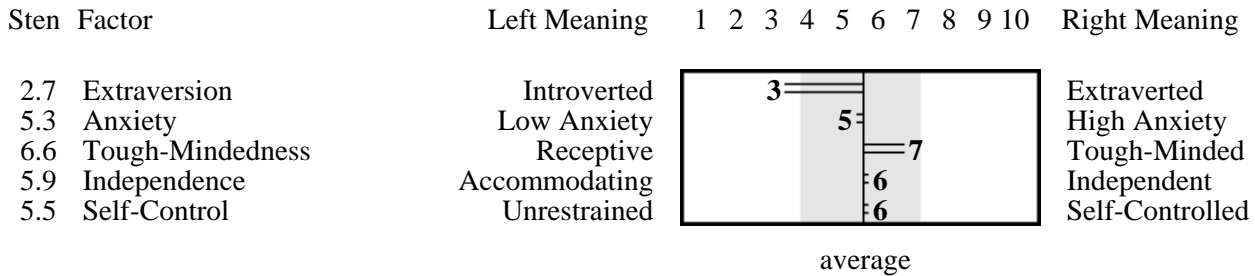 Sten Factor Left Meaning 1 2 3 4 5 6 7 8 9 10 Right Meaning
2.7 Extraversion Introverted 3 Extraverted
5.3 Anxiety Low Anxiety 5 High Anxiety
6.6 Tough-Mindedness Receptive 7 Tough-Minded
5.9 Independence Accommodating 6 Independent
5.5 Self-Control Unrestrained 6 Self-Controlled
average